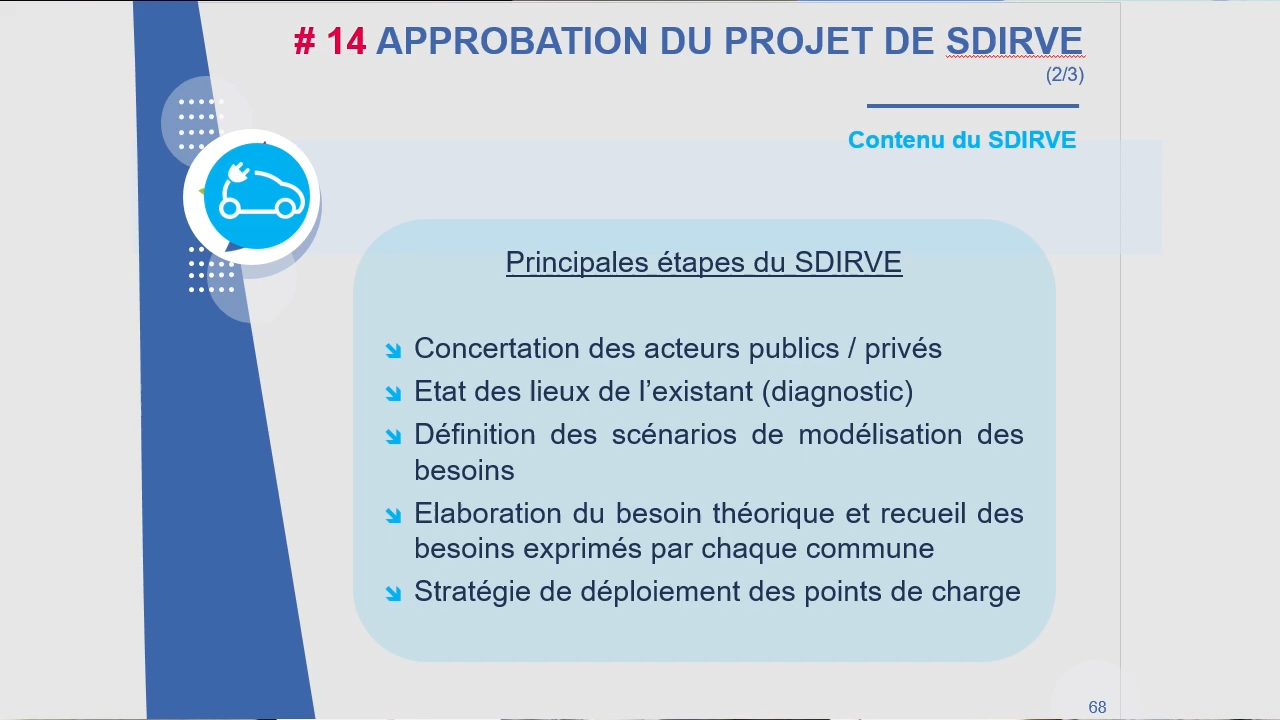 # 14 APPROBATION DU PROJET DE SDIRVE
(2/3)
Contenu du SDIRVE
Principales étapes du SDIRVE
Concertation des acteurs publics / privés
Etat des lieux de l’existant (diagnostic)
Définition des scénarios de modélisation des
besoins
Elaboration du besoin théorique et recueil des
besoins exprimés par chaque commune
Stratégie de déploiement des points de charge
68